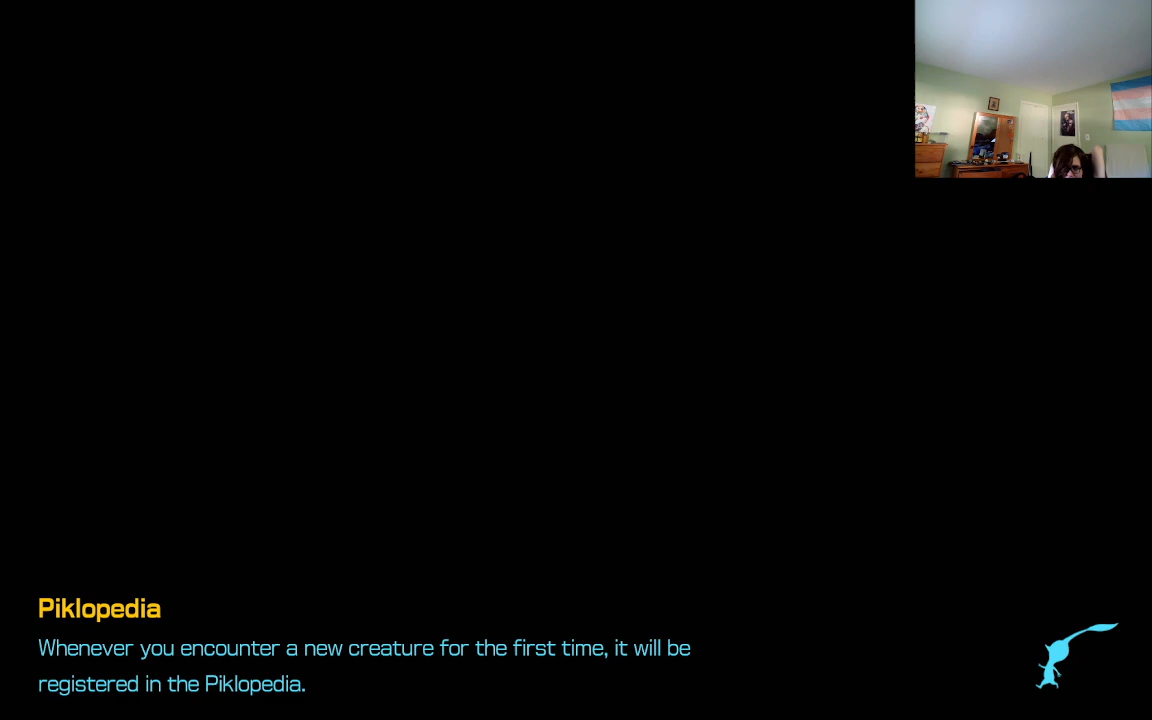 Piklopedia
Whenever you encounter a new creature for the first time, it will be
registered in the Piklopedia.